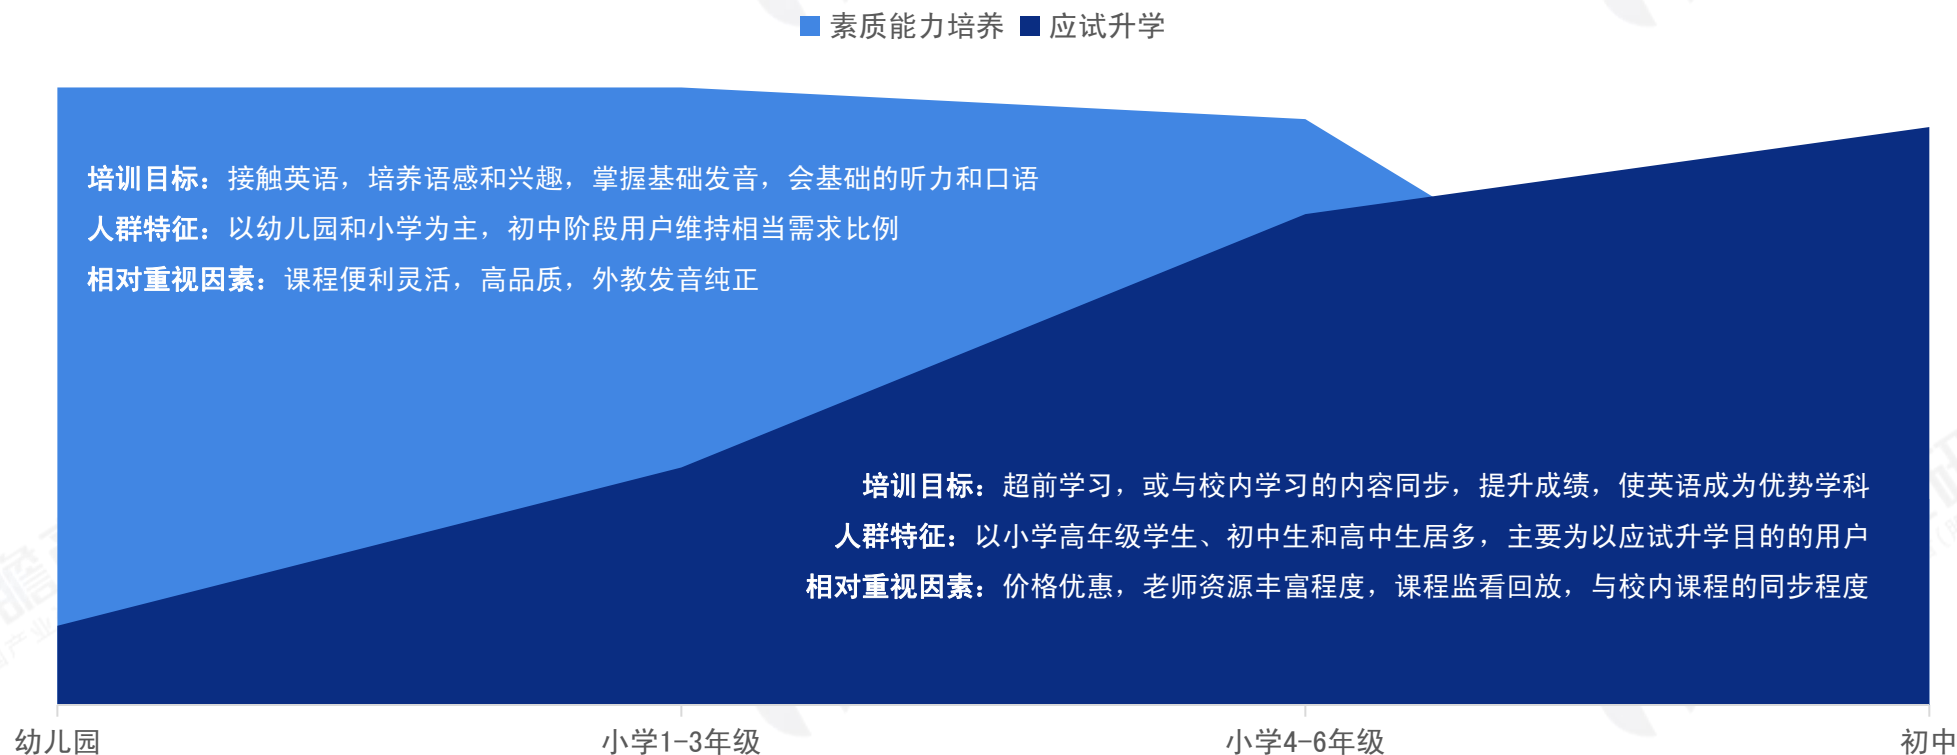 素质能力培养 应试升学
培训目标：接触英语，培养语感和兴趣，掌握基础发音，会基础的听力和口语
人群特征：以幼儿园和小学为主，初中阶段用户维持相当需求比例
相对重视因素：课程便利灵活，高品质，外教发音纯正
培训目标：超前学习，或与校内学习的内容同步，提升成绩，使英语成为优势学科
人群特征：以小学高年级学生、初中生和高中生居多，主要为以应试升学目的的用户
相对重视因素：价格优惠，老师资源丰富程度，课程监看回放，与校内课程的同步程度
幼儿园 小学1-3年级 小学4-6年级 初中